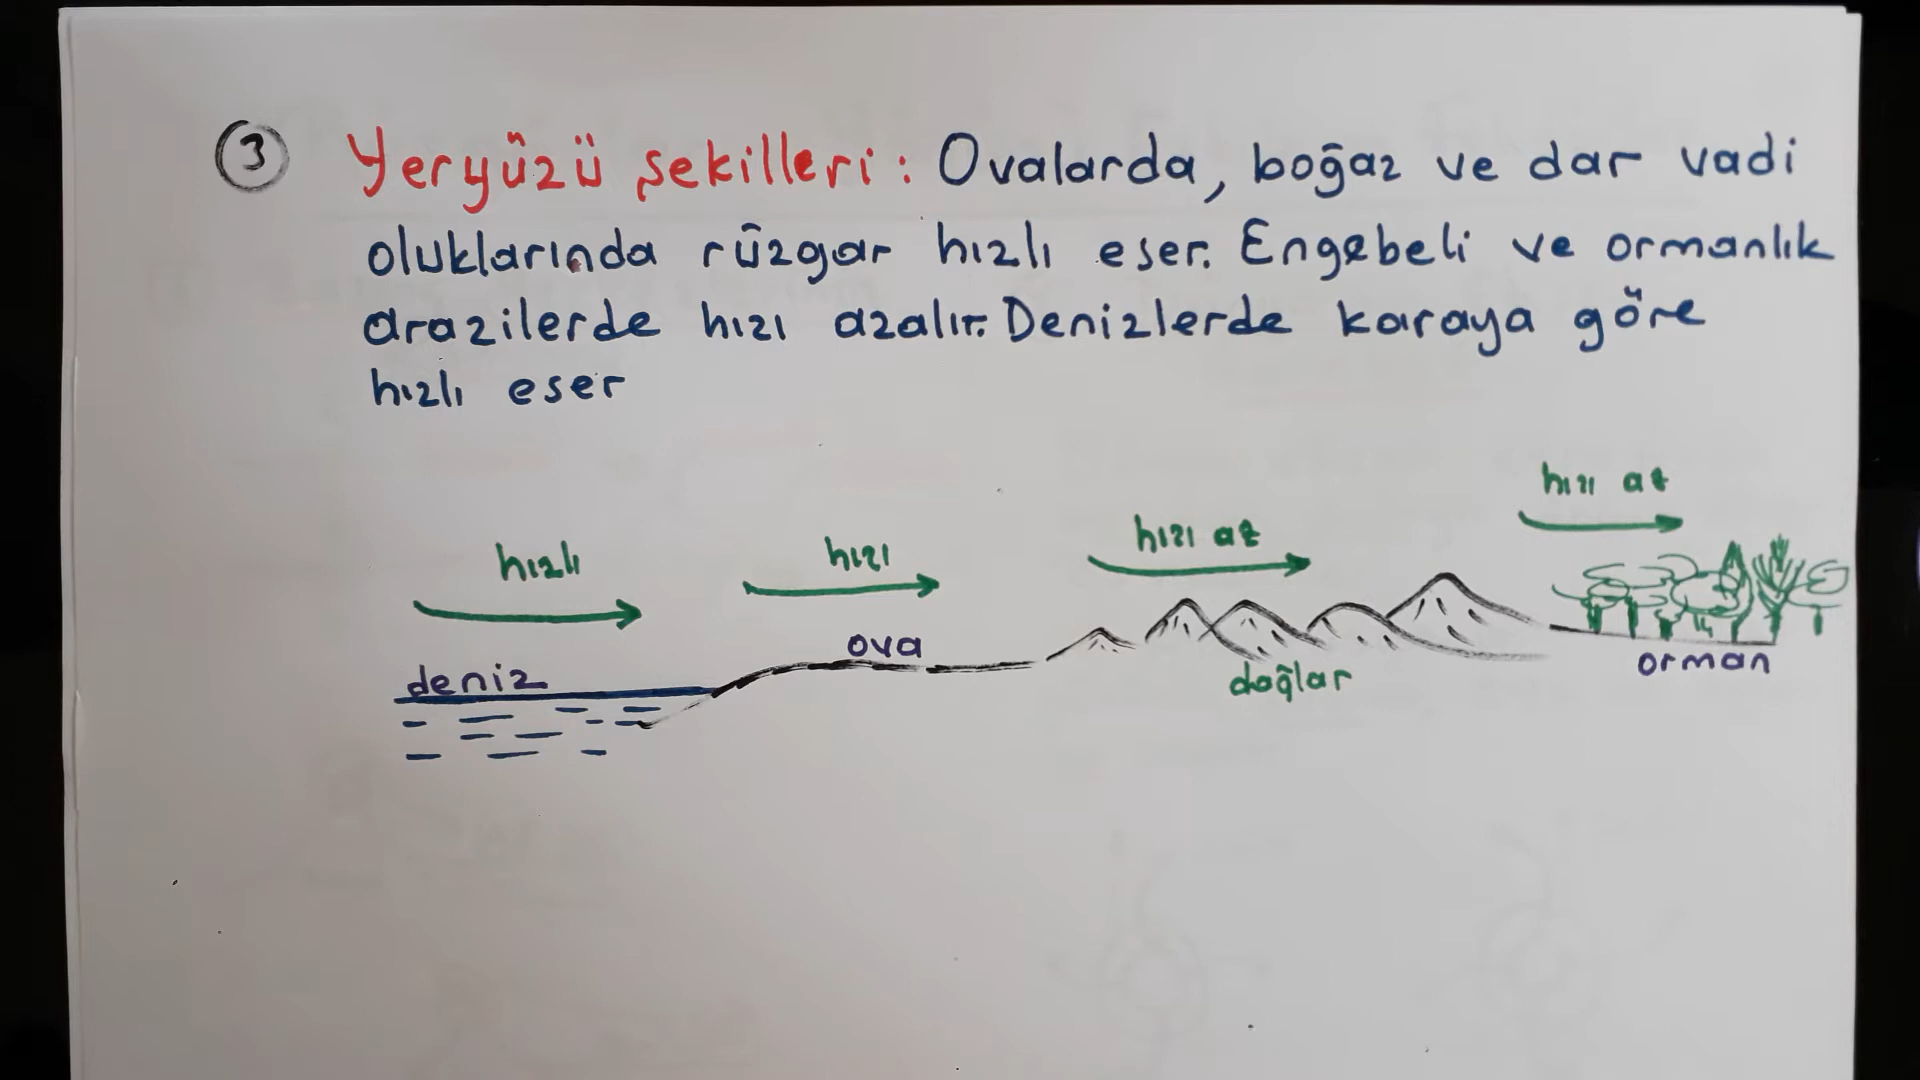 3 Yeryüzü şekilleri: Ovalarda, boğaz ve dar vadi
oluklarında rüzgar hızlı eser. Engebeli ve ormanlık
arazilerde hızı azalır. Denizlerde karaya göre
hızlı eser
hızlı
hızı
hızı az
hızı az
deniz
ova
dağlar
orman